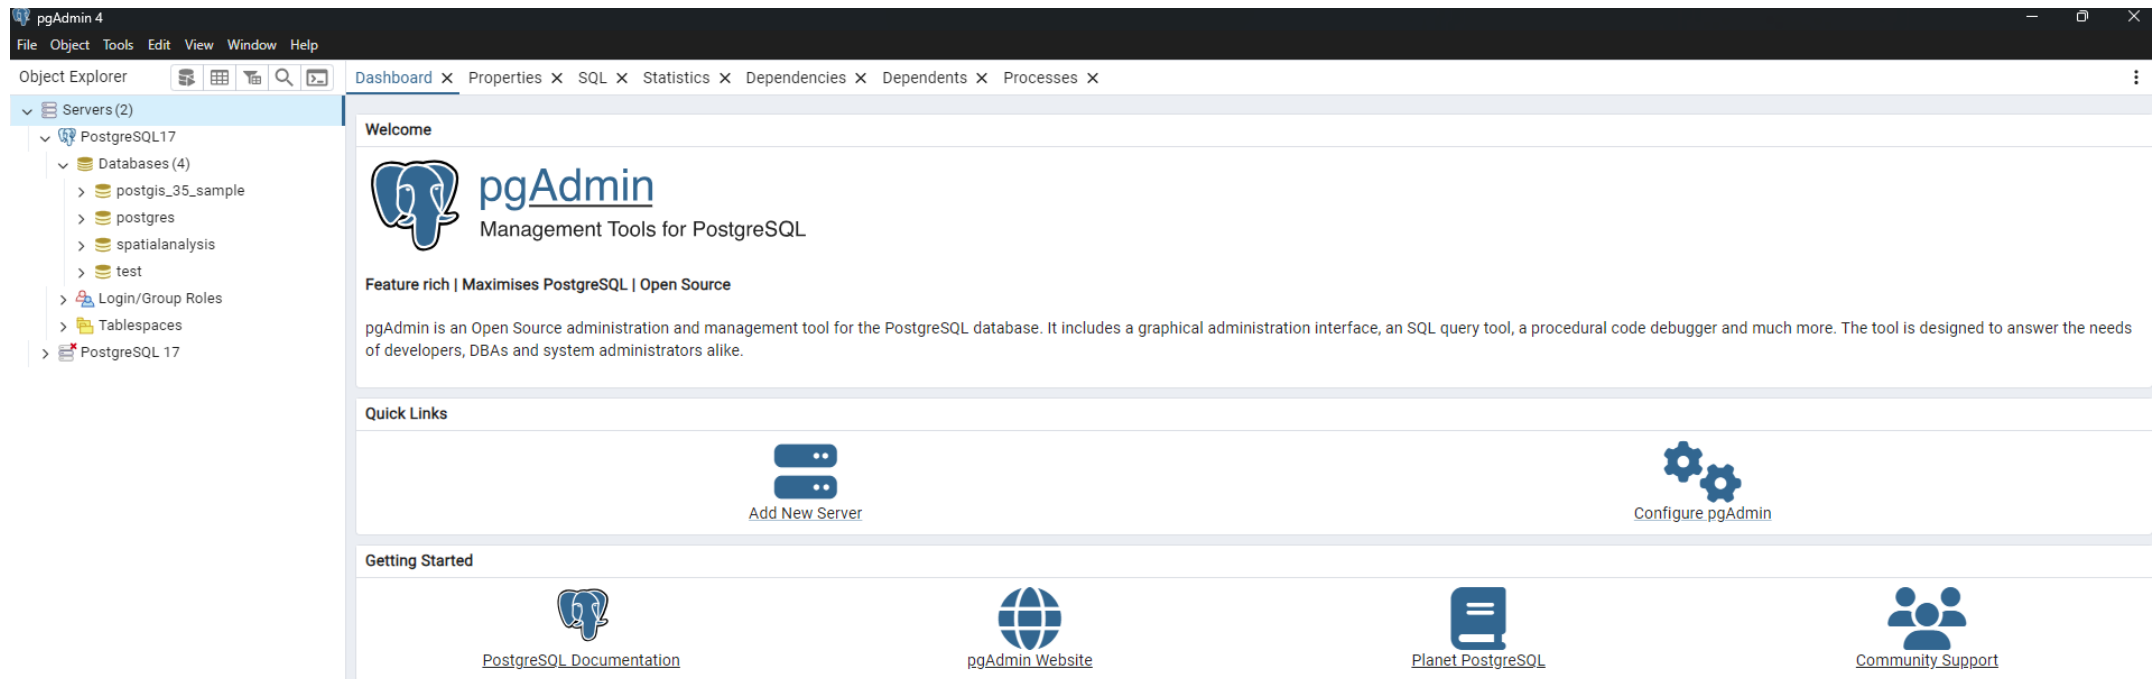 pgAdmin 4
File Object Tools Edit View Window Help
Object Explorer
Dashboard Properties SQL Statistics Dependencies Dependents Processes
Servers (2)
PostgreSQL17
Databases (4)
postgis_35_sample
postgres
spatialanalysis
test
Login/Group Roles
Tablespaces
PostgreSQL 17
Welcome
pgAdmin
Management Tools for PostgreSQL
Feature rich | Maximises PostgreSQL | Open Source
pgAdmin is an Open Source administration and management tool for the PostgreSQL database. It includes a graphical administration interface, an SQL query tool, a procedural code debugger and much more. The tool is designed to answer the needs
of developers, DBAs and system administrators alike.
Quick Links
Add New Server
Configure pgAdmin
Getting Started
PostgreSQL Documentation
pgAdmin Website
Planet PostgreSQL
Community Support